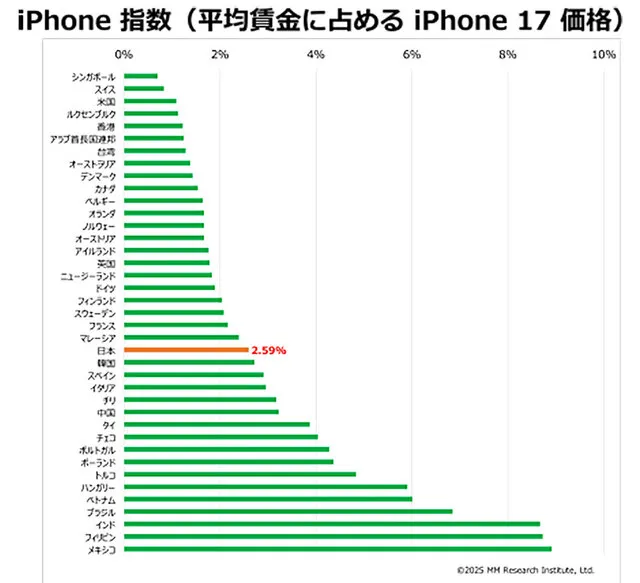 iPhone 指数（平均賃金に占める iPhone 17 価格）
0% 2% 4% 6% 8% 10%
シンガポール
スイス
米国
ルクセンブルク
香港
アラブ首長国連邦
台湾
オーストラリア
デンマーク
カナダ
ベルギー
オランダ
ノルウェー
オーストリア
アイルランド
英国
ニュージーランド
ドイツ
フィンランド
スウェーデン
フランス
マレーシア
日本 2.59%
韓国
スペイン
イタリア
チリ
中国
タイ
チェコ
ポルトガル
ポーランド
トルコ
ハンガリー
ベトナム
ブラジル
インド
フィリピン
メキシコ
©2025 MM Research Institute, Ltd.